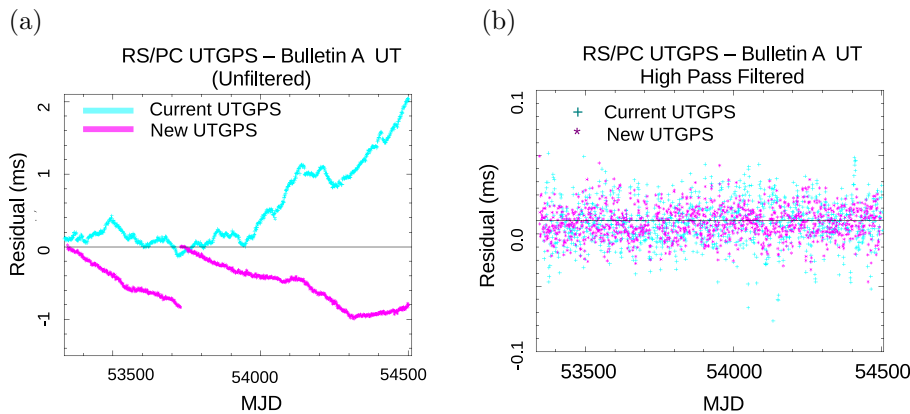 (a)
RS/PC UTGPS – Bulletin A UT
(Unfiltered)
Current UTGPS
New UTGPS
2
1
0
-1
Residual (ms)
53500
54000
54500
MJD
(b)
RS/PC UTGPS – Bulletin A UT
High Pass Filtered
Current UTGPS
New UTGPS
0.1
0.0
-0.1
Residual (ms)
53500
54000
54500
MJD